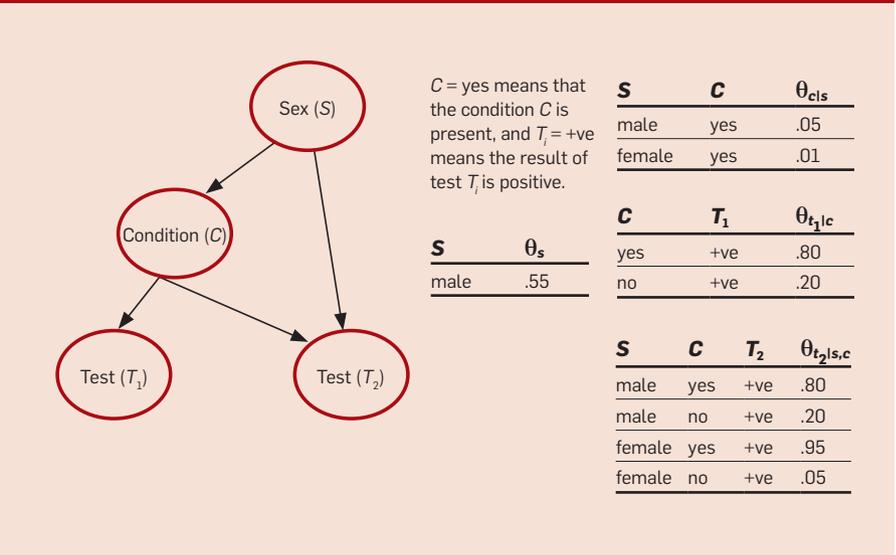 Sex (S)
Condition (C)
Test (T1)
Test (T2)
C = yes means that
the condition C is
present, and Ti = +ve
means the result of
test Ti is positive.
S θs
male .55
S C θc|s
male yes .05
female yes .01
C T1 θt1|c
yes +ve .80
no +ve .20
S C T2 θt2|s,c
male yes +ve .80
male no +ve .20
female yes +ve .95
female no +ve .05